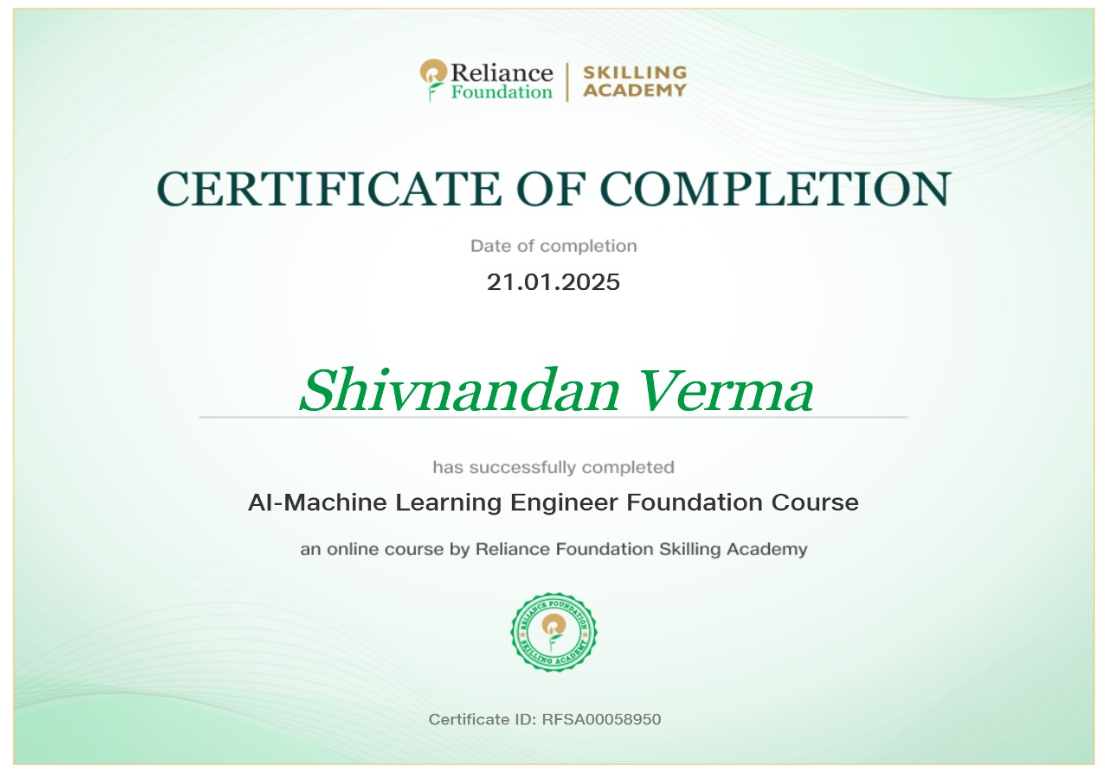 Reliance
Foundation
SKILLING
ACADEMY
CERTIFICATE OF COMPLETION
Date of completion
21.01.2025
Shivnandan Verma
has successfully completed
AI-Machine Learning Engineer Foundation Course
an online course by Reliance Foundation Skilling Academy
RELIANCE FOUNDATION
SKILLING ACADEMY
Certificate ID: RFSA00058950